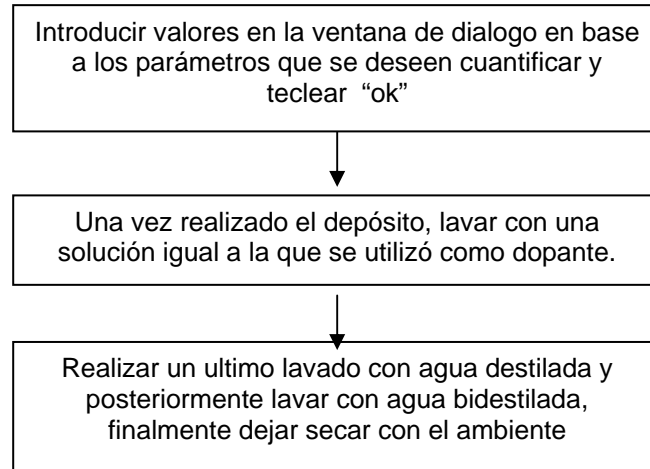 Introducir valores en la ventana de dialogo en base
a los parámetros que se deseen cuantificar y
teclear “ok”
Una vez realizado el depósito, lavar con una
solución igual a la que se utilizó como dopante.
Realizar un ultimo lavado con agua destilada y
posteriormente lavar con agua bidestilada,
finalmente dejar secar con el ambiente